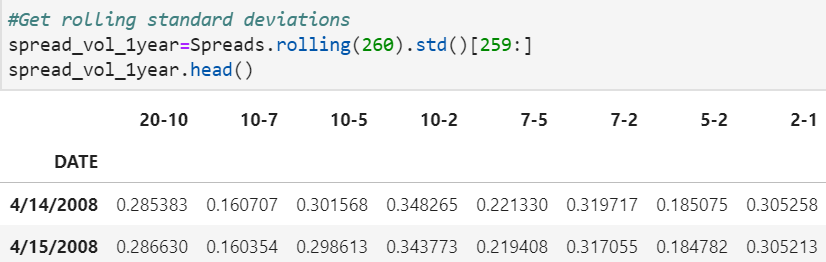 #Get rolling standard deviations
spread_vol_1year=Spreads.rolling(260).std()[259:]
spread_vol_1year.head()
20-10 10-7 10-5 10-2 7-5 7-2 5-2 2-1
DATE
4/14/2008 0.285383 0.160707 0.301568 0.348265 0.221330 0.319717 0.185075 0.305258
4/15/2008 0.286630 0.160354 0.298613 0.343773 0.219408 0.317055 0.184782 0.305213